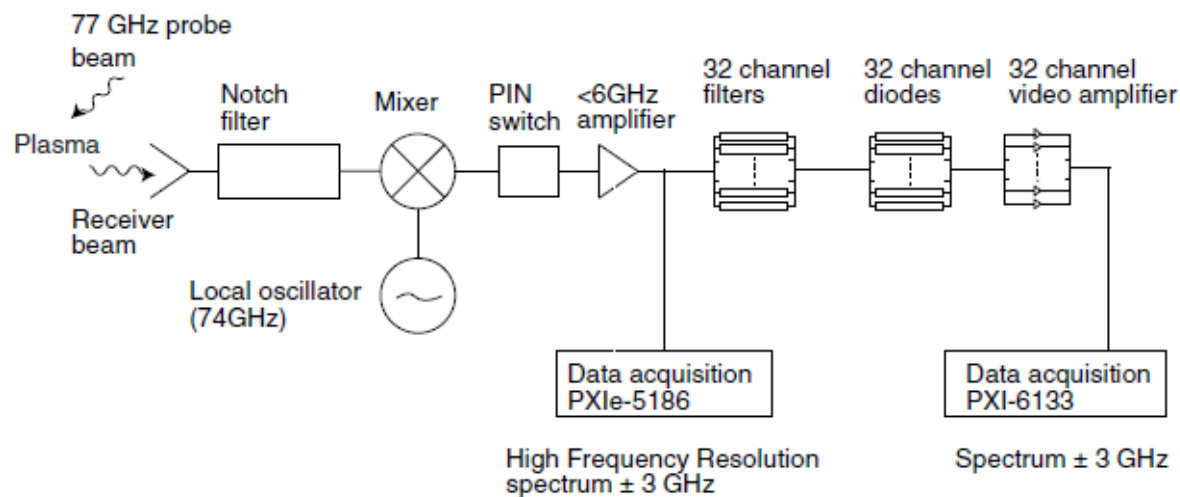 77 GHz probe
beam
Plasma
Receiver
beam
Notch
filter
Mixer
Local oscillator
(74GHz)
PIN
switch
<6GHz
amplifier
32 channel
filters
32 channel
diodes
32 channel
video amplifier
Data acquisition
PXIe-5186
High Frequency Resolution
spectrum ± 3 GHz
Data acquisition
PXI-6133
Spectrum ± 3 GHz